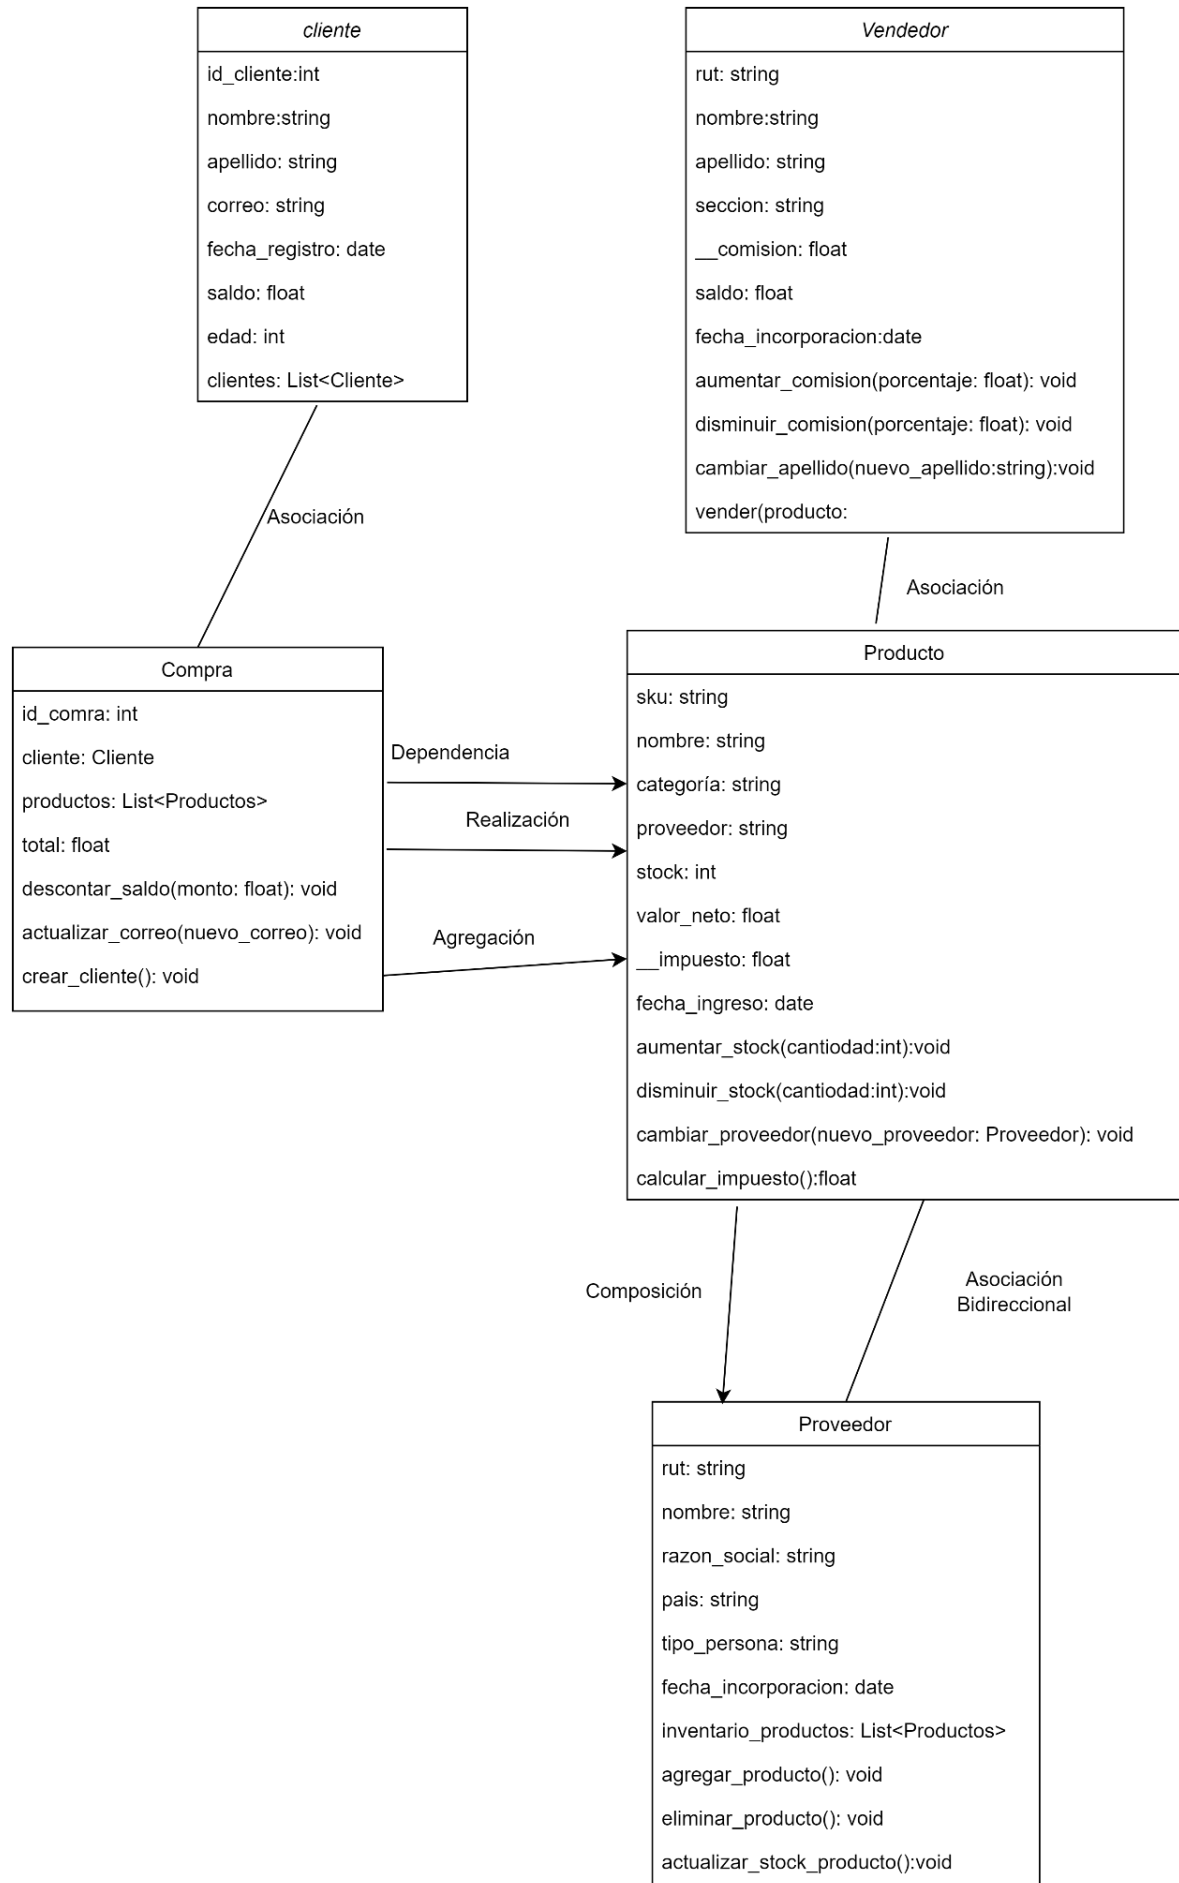 cliente
id_cliente:int
nombre:string
apellido: string
correo: string
fecha_registro: date
saldo: float
edad: int
clientes: List<Cliente>
Vendedor
rut: string
nombre:string
apellido: string
seccion: string
__comision: float
saldo: float
fecha_incorporacion:date
aumentar_comision(porcentaje: float): void
disminuir_comision(porcentaje: float): void
cambiar_apellido(nuevo_apellido:string):void
vender(producto:
Asociación
Asociación
Compra
id_comra: int
cliente: Cliente
productos: List<Productos>
total: float
descontar_saldo(monto: float): void
actualizar_correo(nuevo_correo): void
crear_cliente(): void
Dependencia
Realización
Agregación
Producto
sku: string
nombre: string
categoría: string
proveedor: string
stock: int
valor_neto: float
__impuesto: float
fecha_ingreso: date
aumentar_stock(cantiodad:int):void
disminuir_stock(cantiodad:int):void
cambiar_proveedor(nuevo_proveedor: Proveedor): void
calcular_impuesto():float
Composición
Asociación
Bidireccional
Proveedor
rut: string
nombre: string
razon_social: string
pais: string
tipo_persona: string
fecha_incorporacion: date
inventario_productos: List<Productos>
agregar_producto(): void
eliminar_producto(): void
actualizar_stock_producto():void